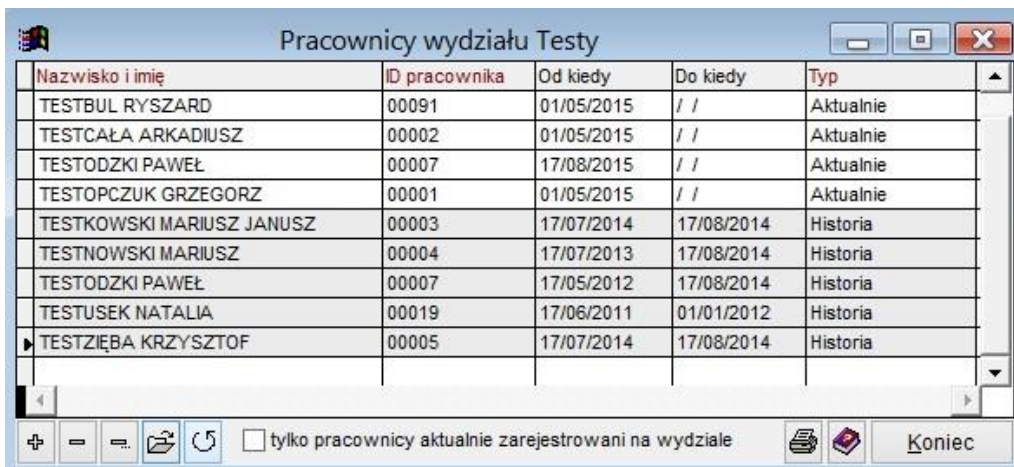 Pracownicy wydziału Testy
Nazwisko i imię ID pracownika Od kiedy Do kiedy Typ
TESTBUL RYSZARD 00091 01/05/2015 / / Aktualnie
TESTCAŁA ARKADIUSZ 00002 01/05/2015 / / Aktualnie
TESTODZKI PAWEŁ 00007 17/08/2015 / / Aktualnie
TESTOPCZUK GRZEGORZ 00001 01/05/2015 / / Aktualnie
TESTKOWSKI MARIUSZ JANUSZ 00003 17/07/2014 17/08/2014 Historia
TESTNOWSKI MARIUSZ 00004 17/07/2013 17/08/2014 Historia
TESTODZKI PAWEŁ 00007 17/05/2012 17/08/2014 Historia
TESTUSEK NATALIA 00019 17/06/2011 01/01/2012 Historia
TESTZIĘBA KRZYSZTOF 00005 17/07/2014 17/08/2014 Historia
tylko pracownicy aktualnie zarejestrowani na wydziale Koniec